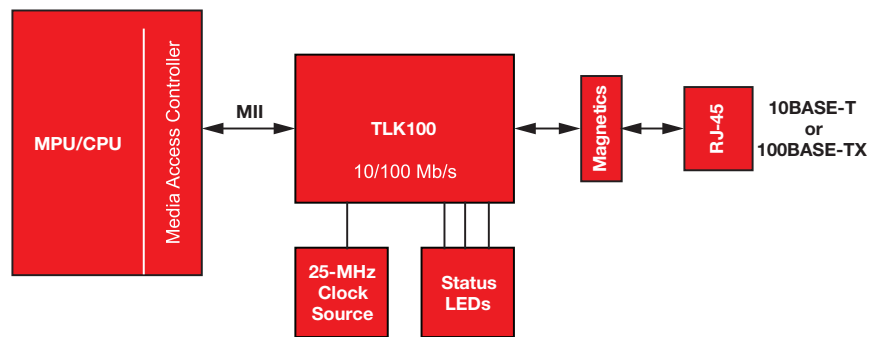 MPU/CPU
Media Access Controller
MII
TLK100
10/100 Mb/s
Magnetics
RJ-45
10BASE-T
or
100BASE-TX
25-MHz
Clock
Source
Status
LEDs